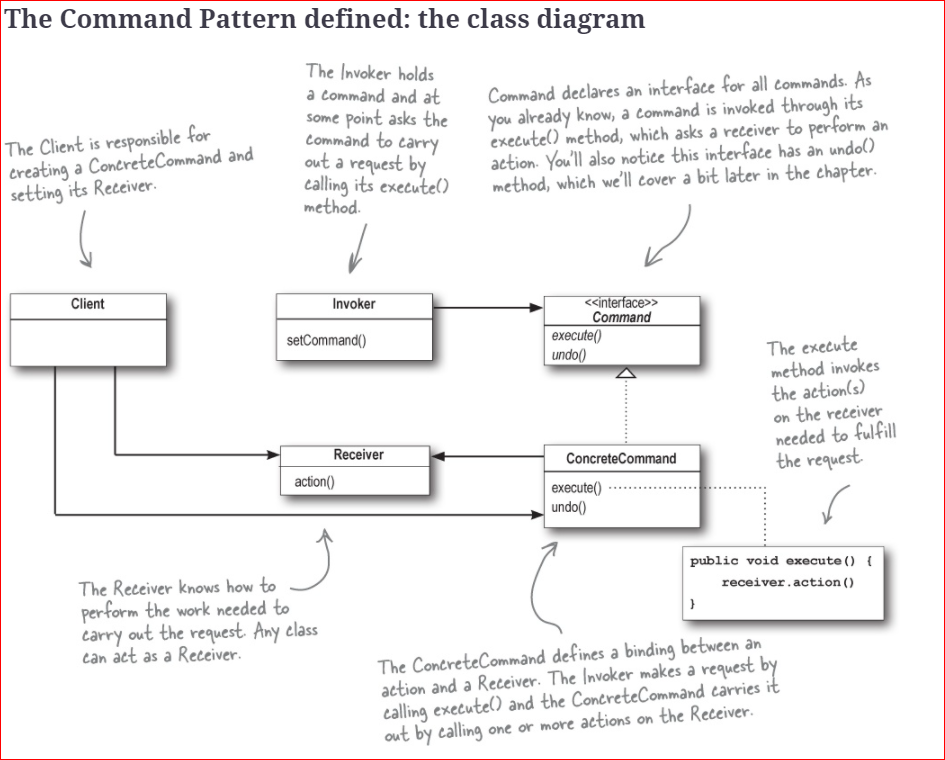 The Command Pattern defined: the class diagram
The Client is responsible for
creating a ConcreteCommand and
setting its Receiver.
The Invoker holds
a command and at
some point asks the
command to carry
out a request by
calling its execute()
method.
Command declares an interface for all commands. As
you already know, a command is invoked through its
execute() method, which asks a receiver to perform an
action. You'll also notice this interface has an undo()
method, which we'll cover a bit later in the chapter.
Client
Invoker
setCommand()
<<interface>>
Command
execute()
undo()
The execute
method invokes
the action(s)
on the receiver
needed to fulfill
the request.
Receiver
action()
ConcreteCommand
execute()
undo()
public void execute() {
receiver.action()
}
The Receiver knows how to
perform the work needed to
carry out the request. Any class
can act as a Receiver.
The ConcreteCommand defines a binding between an
action and a Receiver. The Invoker makes a request by
calling execute() and the ConcreteCommand carries it
out by calling one or more actions on the Receiver.